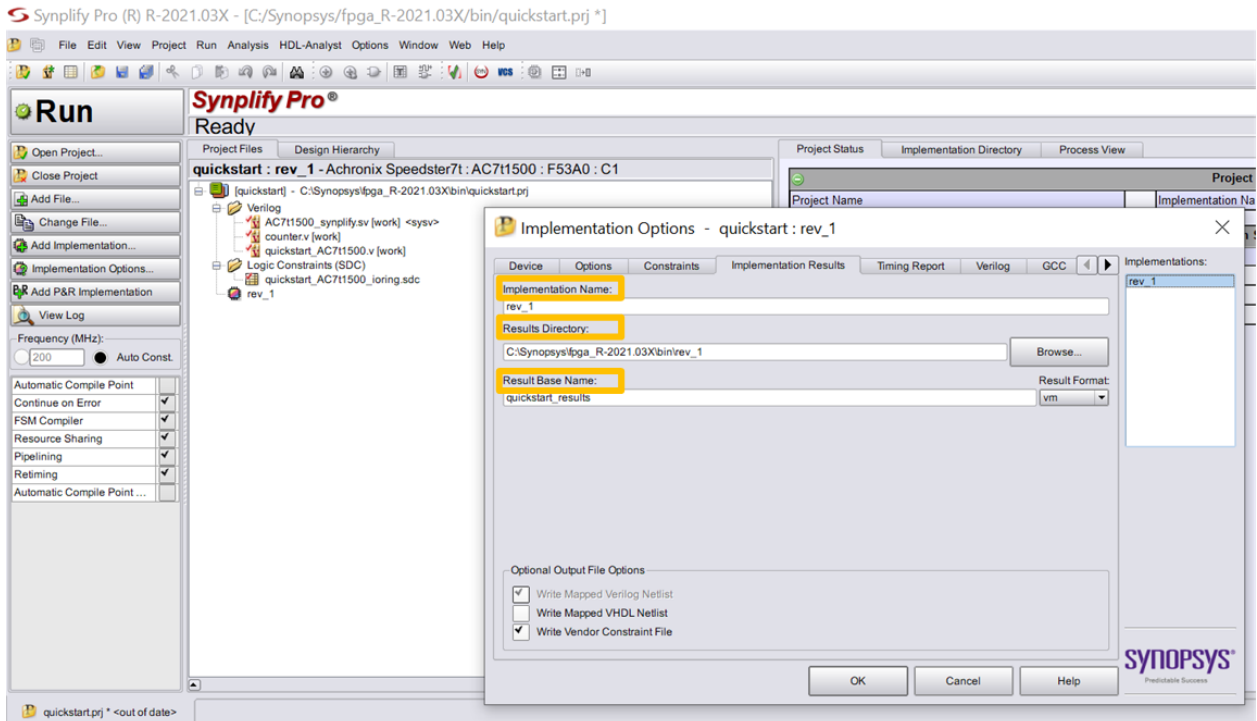 Synplify Pro (R) R-2021.03X - [C:/Synopsys/fpga_R-2021.03X/bin/quickstart.prj *]
File Edit View Project Run Analysis HDL-Analyst Options Window Web Help
Run
Synplify Pro®
Ready
Open Project...
Close Project
Add File...
Change File...
Add Implementation...
Implementation Options...
Add P&R Implementation
View Log
Frequency (MHz):
200 Auto Const.
Automatic Compile Point
Continue on Error
FSM Compiler
Resource Sharing
Pipelining
Retiming
Automatic Compile Point ...
Project Files Design Hierarchy
quickstart : rev_1 - Achronix Speedster7t : AC7t1500 : F53A0 : C1
[quickstart] - C:\Synopsys\fpga_R-2021.03X\bin\quickstart.prj
Verilog
AC7t1500_synplify.sv [work] <sysv>
counter.v [work]
quickstart_AC7t1500.v [work]
Logic Constraints (SDC)
quickstart_AC7t1500_ioring.sdc
rev_1
Project Status Implementation Directory Process View
Project
Project Name Implementation Na
Implementation Options - quickstart : rev_1
Device Options Constraints Implementation Results Timing Report Verilog GCC
Implementations:
rev_1
Implementation Name:
rev_1
Results Directory:
C:\Synopsys\fpga_R-2021.03X\bin\rev_1 Browse...
Result Base Name: Result Format:
quickstart_results vm
Optional Output File Options
Write Mapped Verilog Netlist
Write Mapped VHDL Netlist
Write Vendor Constraint File
SYNOPSYS®
Predictable Success
OK Cancel Help
quickstart.prj * <out of date>